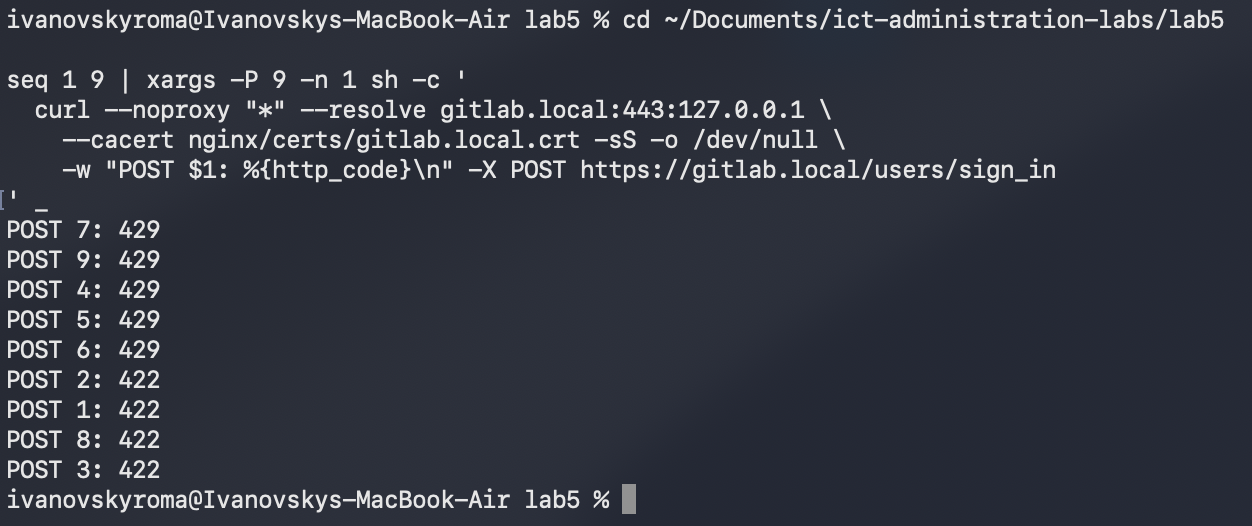 ivanovskyroma@Ivanovskys-MacBook-Air lab5 % cd ~/Documents/ict-administration-labs/lab5

seq 1 9 | xargs -P 9 -n 1 sh -c '
  curl --noproxy "*" --resolve gitlab.local:443:127.0.0.1 \
    --cacert nginx/certs/gitlab.local.crt -sS -o /dev/null \
    -w "POST $1: %{http_code}\n" -X POST https://gitlab.local/users/sign_in
' _
POST 7: 429
POST 9: 429
POST 4: 429
POST 5: 429
POST 6: 429
POST 2: 422
POST 1: 422
POST 8: 422
POST 3: 422
ivanovskyroma@Ivanovskys-MacBook-Air lab5 %